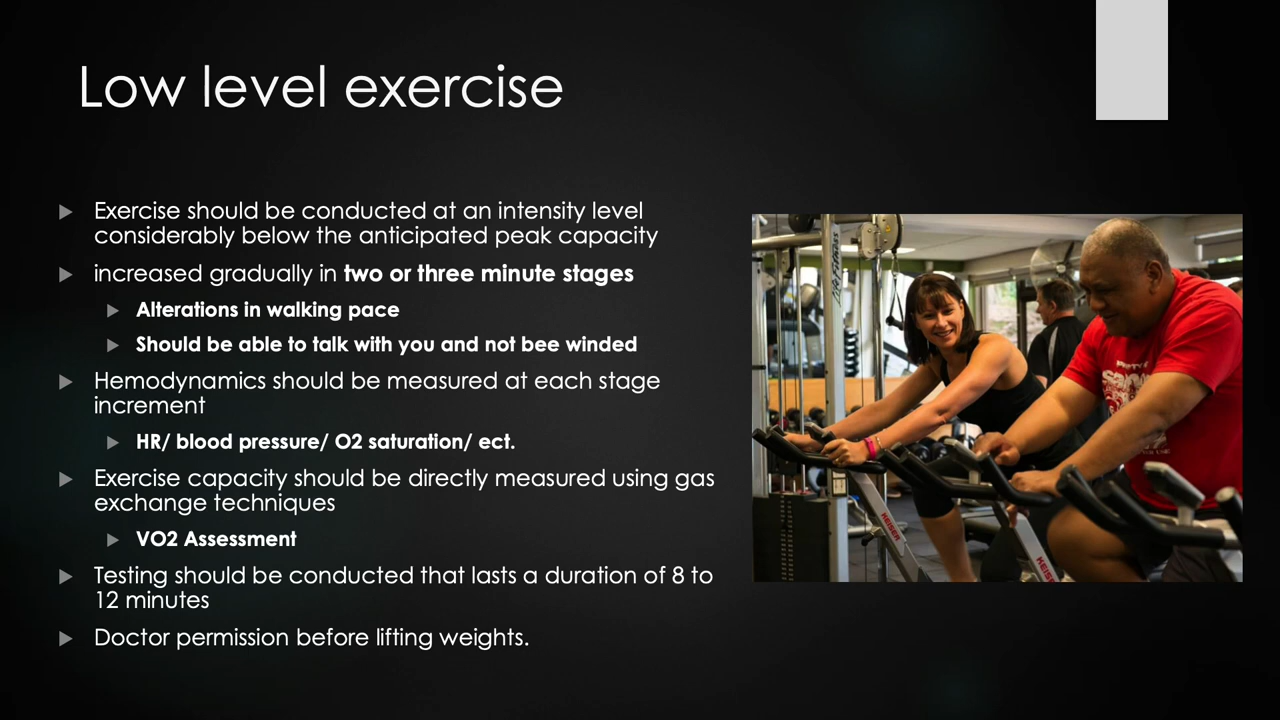 Low level exercise
Exercise should be conducted at an intensity level
considerably below the anticipated peak capacity
increased gradually in two or three minute stages
Alterations in walking pace
Should be able to talk with you and not bee winded
Hemodynamics should be measured at each stage
increment
HR/ blood pressure/ O2 saturation/ ect.
Exercise capacity should be directly measured using gas
exchange techniques
VO2 Assessment
Testing should be conducted that lasts a duration of 8 to
12 minutes
Doctor permission before lifting weights.
Life Fitness
KEISER
KEISER